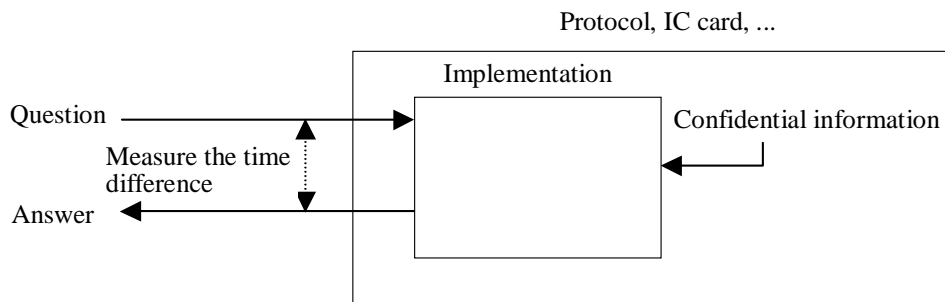 Protocol, IC card, ...
Implementation
Question
Confidential information
Measure the time
difference
Answer